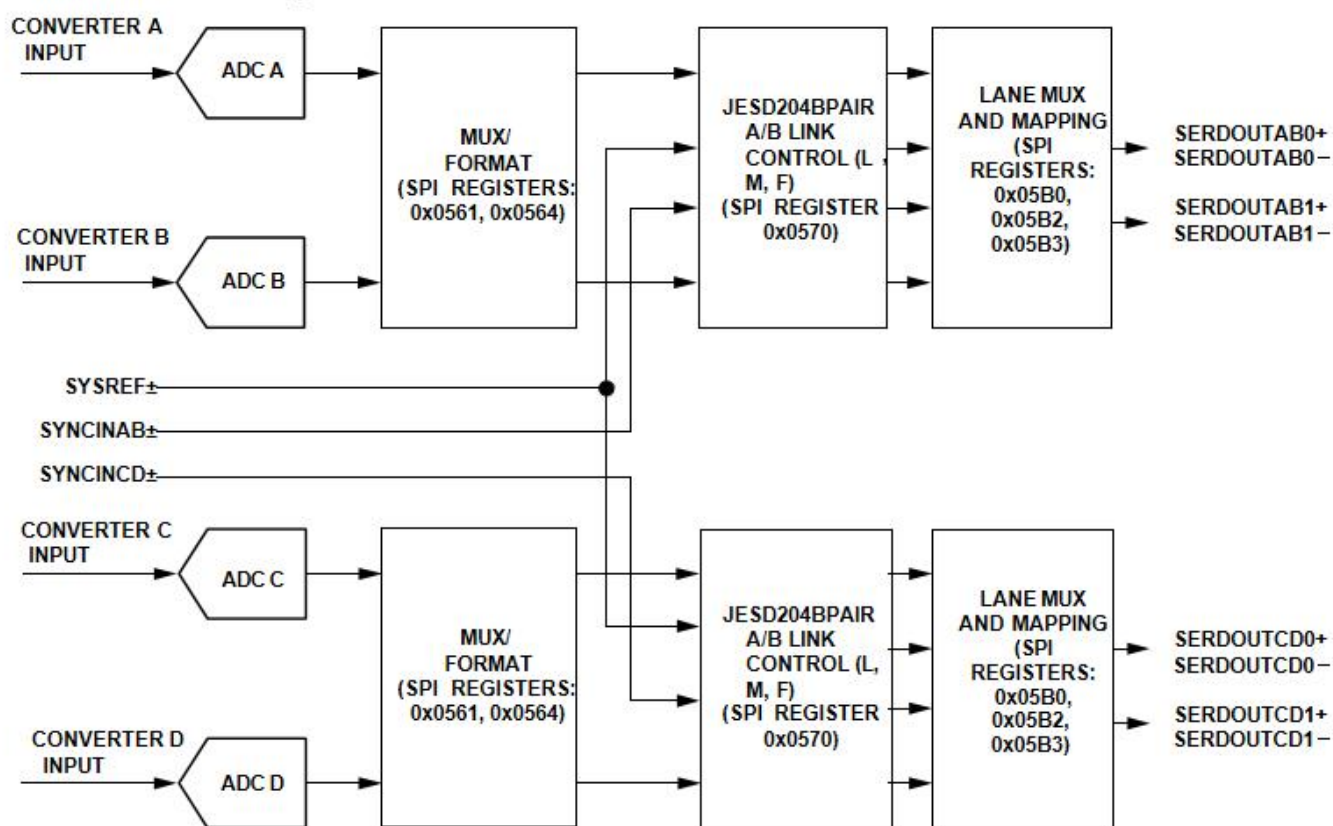 CONVERTER A
INPUT
ADC A
MUX/
FORMAT
(SPI REGISTERS:
0x0561, 0x0564)
JESD204BPAIR
A/B LINK
CONTROL (L ,
M, F)
(SPI REGISTER
0x0570)
LANE MUX
AND MAPPING
(SPI
REGISTERS:
0x05B0,
0x05B2,
0x05B3)
SERDOUTAB0+
SERDOUTAB0−
SERDOUTAB1+
SERDOUTAB1−
CONVERTER B
INPUT
ADC B
SYSREF±
SYNCINAB±
SYNCINCD±
CONVERTER C
INPUT
ADC C
MUX/
FORMAT
(SPI REGISTERS:
0x0561, 0x0564)
JESD204BPAIR
A/B LINK
CONTROL (L,
M, F)
(SPI REGISTER
0x0570)
LANE MUX
AND MAPPING
(SPI
REGISTERS:
0x05B0,
0x05B2,
0x05B3)
SERDOUTCD0+
SERDOUTCD0−
SERDOUTCD1+
SERDOUTCD1−
CONVERTER D
INPUT
ADC D